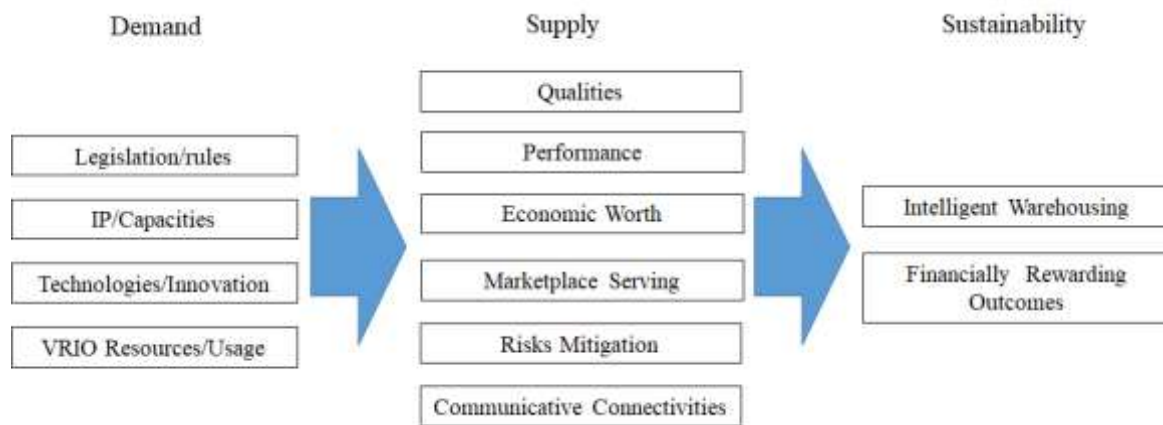 Demand
Legislation/rules
IP/Capacities
Technologies/Innovation
VRIO Resources/Usage
Supply
Qualities
Performance
Economic Worth
Marketplace Serving
Risks Mitigation
Communicative Connectivities
Sustainability
Intelligent Warehousing
Financially Rewarding
Outcomes